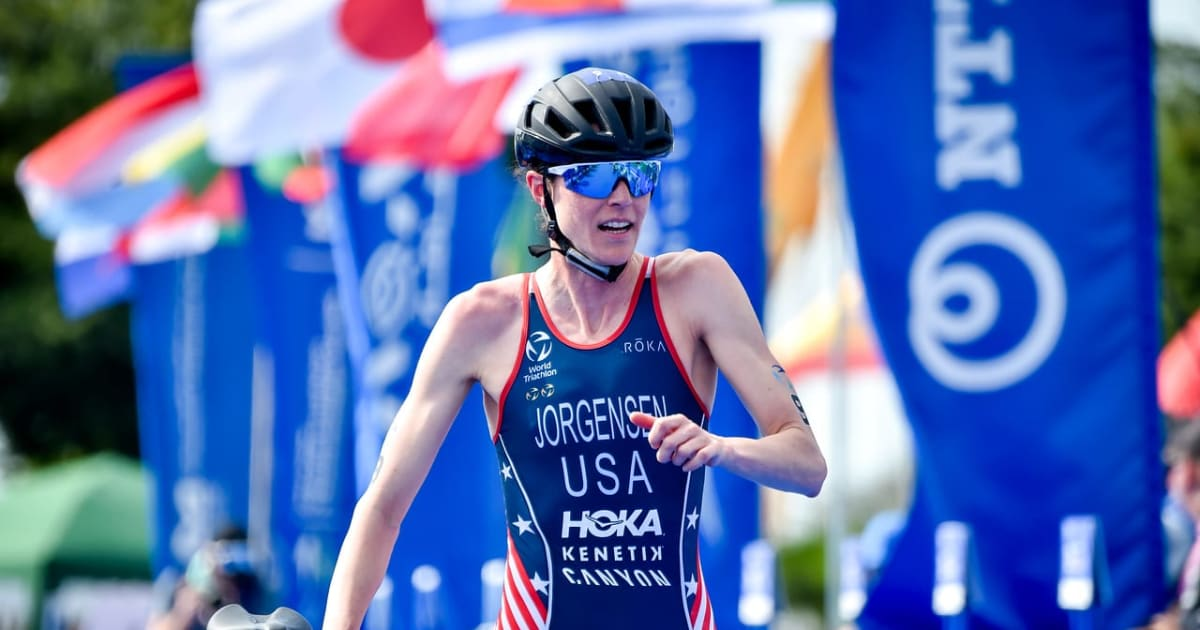 NTT
RŌKA
World
Triathlon
JORGENSEN
USA
HOKA
KENETIK
CANYON